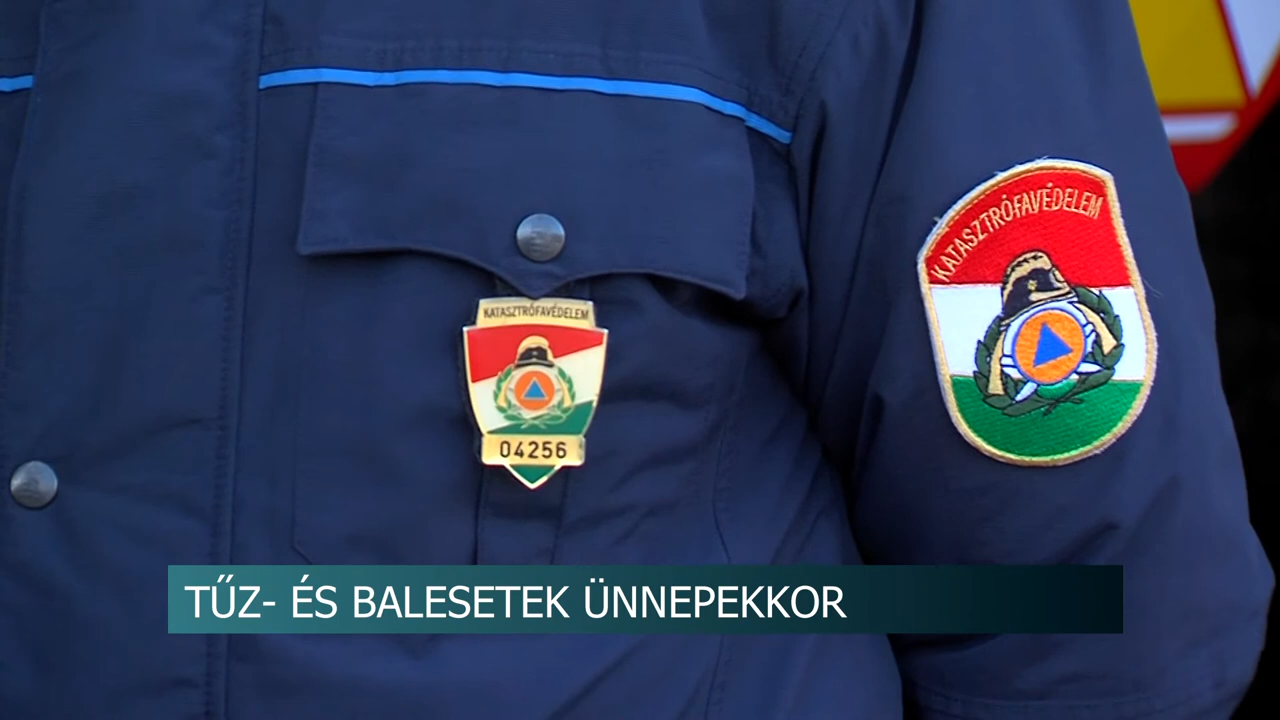 KATASZTRÓFAVÉDELEM
KATASZTRÓFAVÉDELEM
04256
TŰZ- ÉS BALESETEK ÜNNEPEKKOR